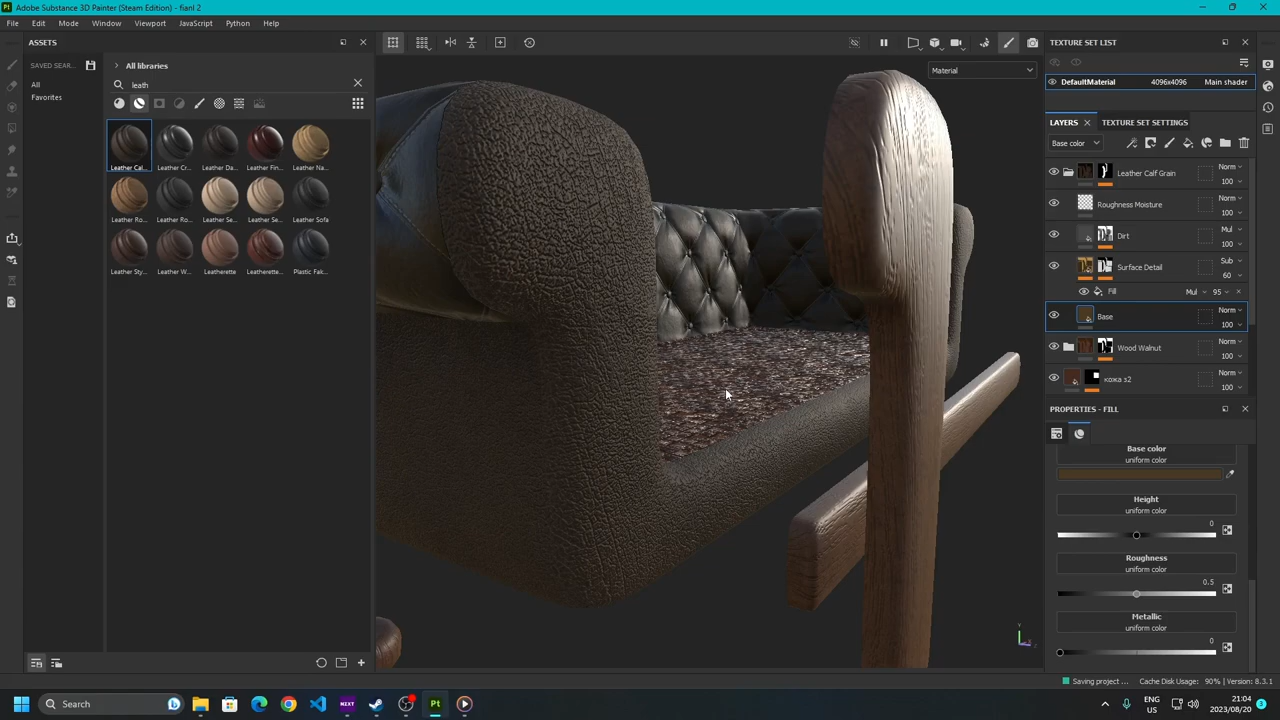 Adobe Substance 3D Painter (Steam Edition) - fianl 2
File Edit Mode Window Viewport JavaScript Python Help
ASSETS
SAVED SEAR...
All
Favorites
All libraries
leath
Leather Cal...
Leather Cr...
Leather Da...
Leather Fin...
Leather Na...
Leather Ro...
Leather Ro...
Leather Se...
Leather Se...
Leather Sofa
Leather Sty...
Leather W...
Leatherette
Leatherette...
Plastic Fak...
Material
TEXTURE SET LIST
DefaultMaterial 4096x4096 Main shader
LAYERS TEXTURE SET SETTINGS
Base color
Leather Calf Grain Norm 100
Roughness Moisture Norm 100
Dirt Mul 100
Surface Detail Sub 60
Fill Mul 95
Base Norm 100
Wood Walnut Norm 100
кожа з2 Norm 100
PROPERTIES - FILL
Base color
uniform color
Height
uniform color
0
Roughness
uniform color
0.5
Metallic
uniform color
0
Saving project...
Cache Disk Usage: 90% | Version: 8.3.1
Search
NEXT
ENG
IS
21:04
2023/08/20
3